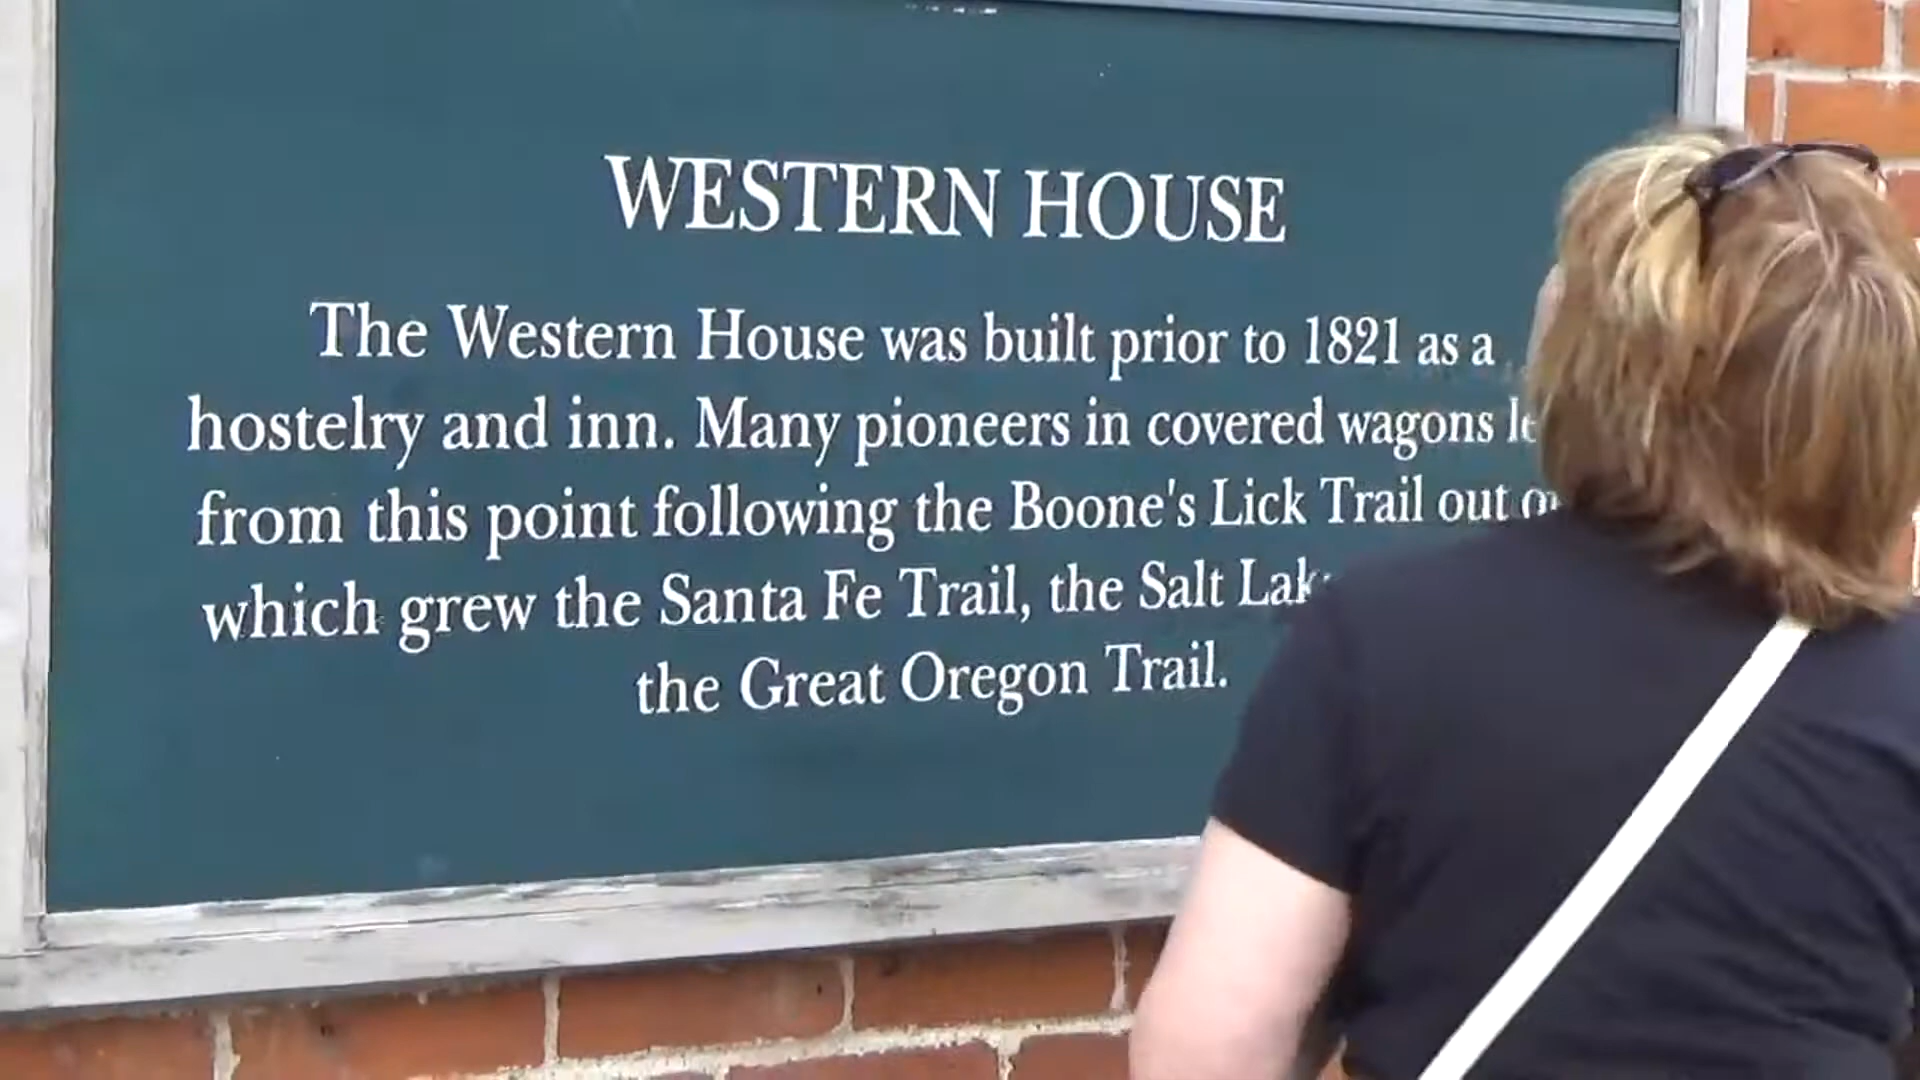 WESTERN HOUSE
The Western House was built prior to 1821 as a
hostelry and inn. Many pioneers in covered wagons
from this point following the Boone's Lick Trail out
which grew the Santa Fe Trail, the Salt
the Great Oregon Trail.